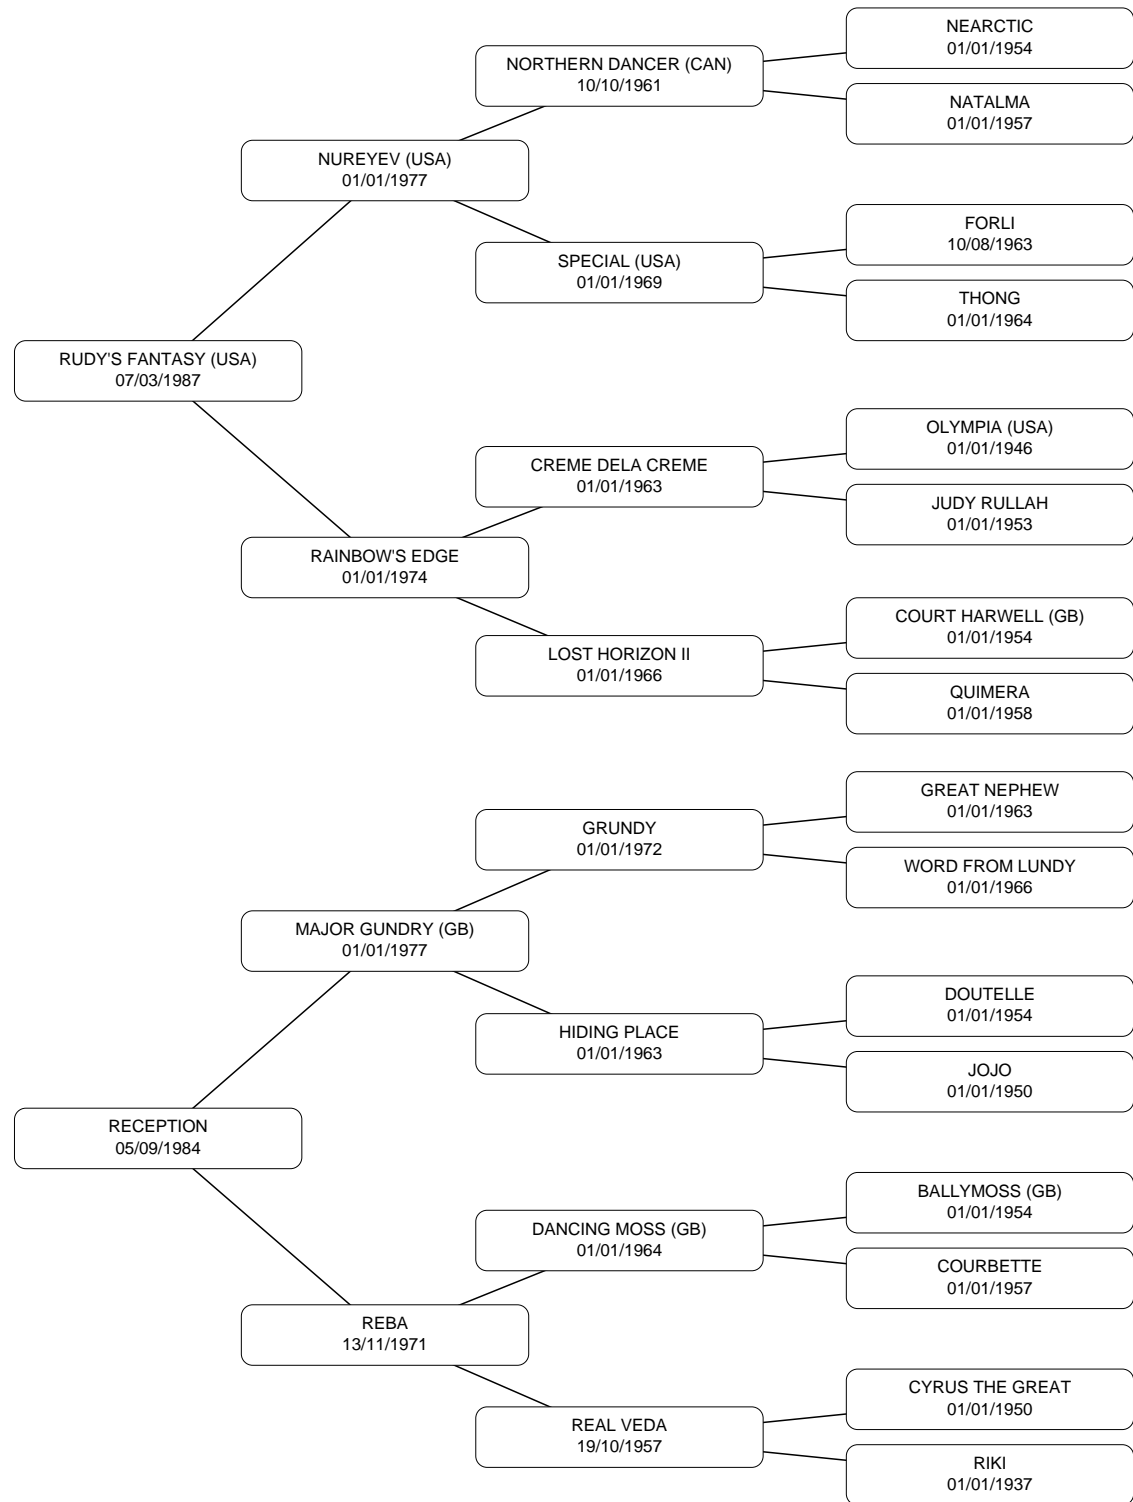 NEARCTIC
01/01/1954
NORTHERN DANCER (CAN)
10/10/1961
NATALMA
01/01/1957
NUREYEV (USA)
01/01/1977
FORLI
10/08/1963
SPECIAL (USA)
01/01/1969
THONG
01/01/1964
RUDY'S FANTASY (USA)
07/03/1987
OLYMPIA (USA)
01/01/1946
CREME DELA CREME
01/01/1963
JUDY RULLAH
01/01/1953
RAINBOW'S EDGE
01/01/1974
COURT HARWELL (GB)
01/01/1954
LOST HORIZON II
01/01/1966
QUIMERA
01/01/1958
GREAT NEPHEW
01/01/1963
GRUNDY
01/01/1972
WORD FROM LUNDY
01/01/1966
MAJOR GUNDRY (GB)
01/01/1977
DOUTELLE
01/01/1954
HIDING PLACE
01/01/1963
JOJO
01/01/1950
RECEPTION
05/09/1984
BALLYMOSS (GB)
01/01/1954
DANCING MOSS (GB)
01/01/1964
COURBETTE
01/01/1957
REBA
13/11/1971
CYRUS THE GREAT
01/01/1950
REAL VEDA
19/10/1957
RIKI
01/01/1937